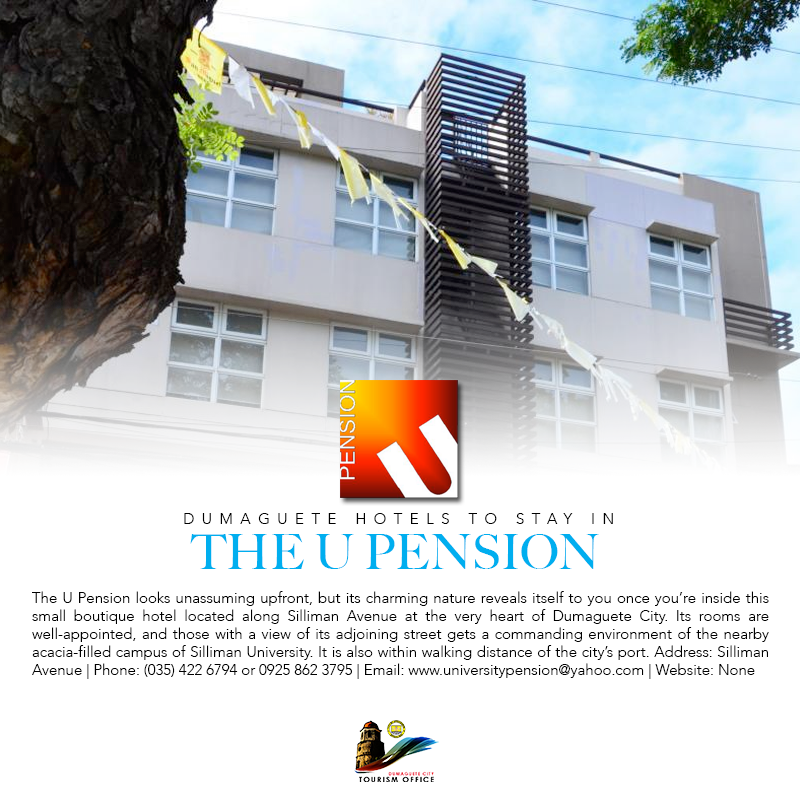 PENSION
U
DUMAGUETE HOTELS TO STAY IN
THE U PENSION
The U Pension looks unassuming upfront, but its charming nature reveals itself to you once you're inside this
small boutique hotel located along Silliman Avenue at the very heart of Dumaguete City. Its rooms are
well-appointed, and those with a view of its adjoining street gets a commanding environment of the nearby
acacia-filled campus of Silliman University. It is also within walking distance of the city's port. Address: Silliman
Avenue | Phone: (035) 422 6794 or 0925 862 3795 | Email: www.universitypension@yahoo.com | Website: None
DUMAGUETE CITY
TOURISM OFFICE